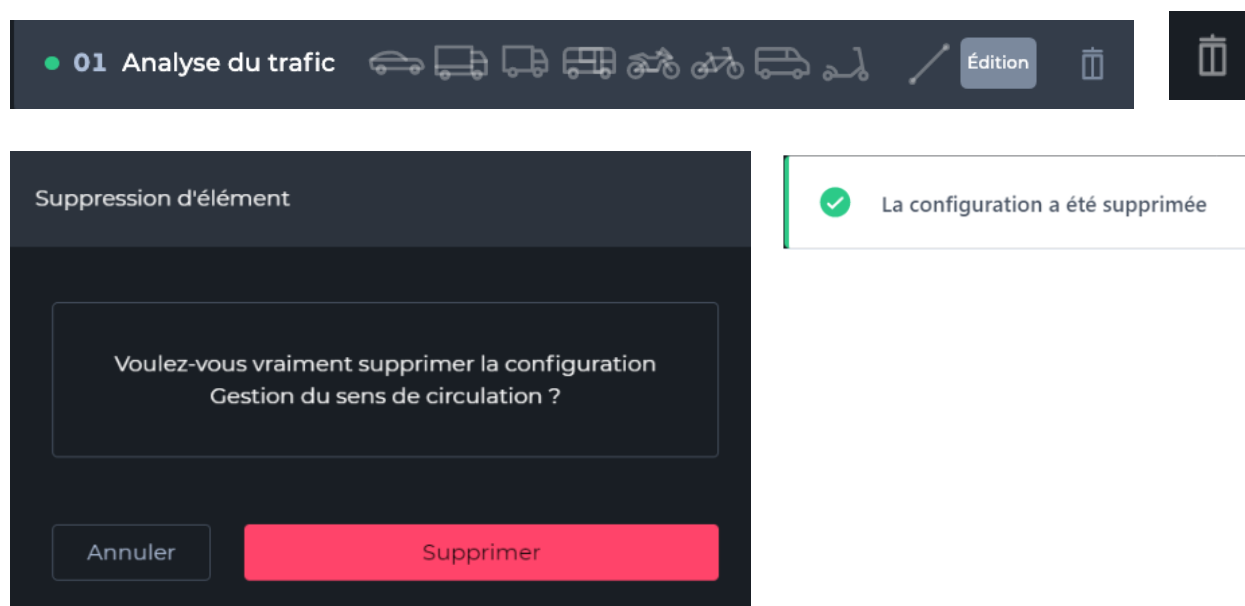 01 Analyse du trafic
Édition
Suppression d'élément
Voulez-vous vraiment supprimer la configuration
Gestion du sens de circulation ?
Annuler
Supprimer
La configuration a été supprimée